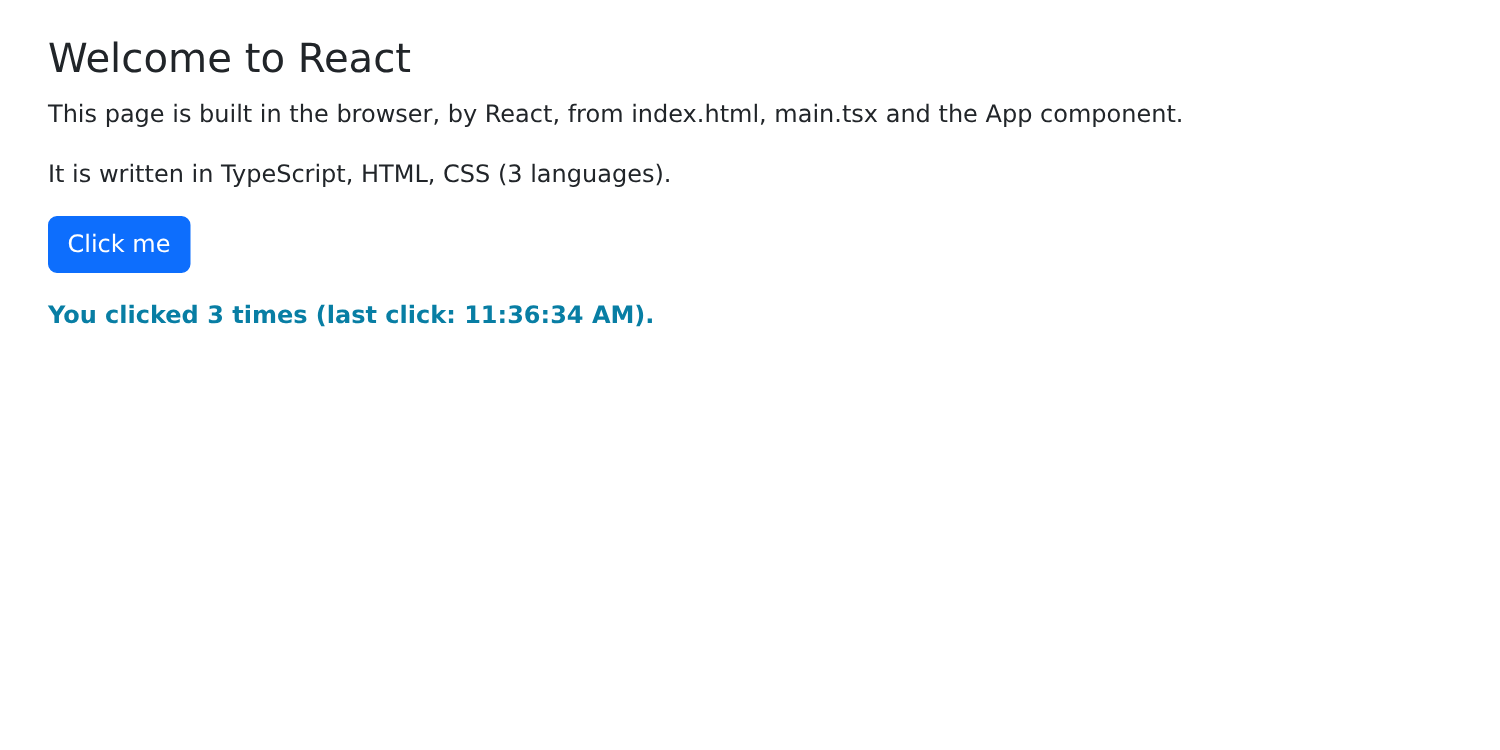 Welcome to React
This page is built in the browser, by React, from index.html, main.tsx and the App component.
It is written in TypeScript, HTML, CSS (3 languages).
Click me
You clicked 3 times (last click: 11:36:34 AM).